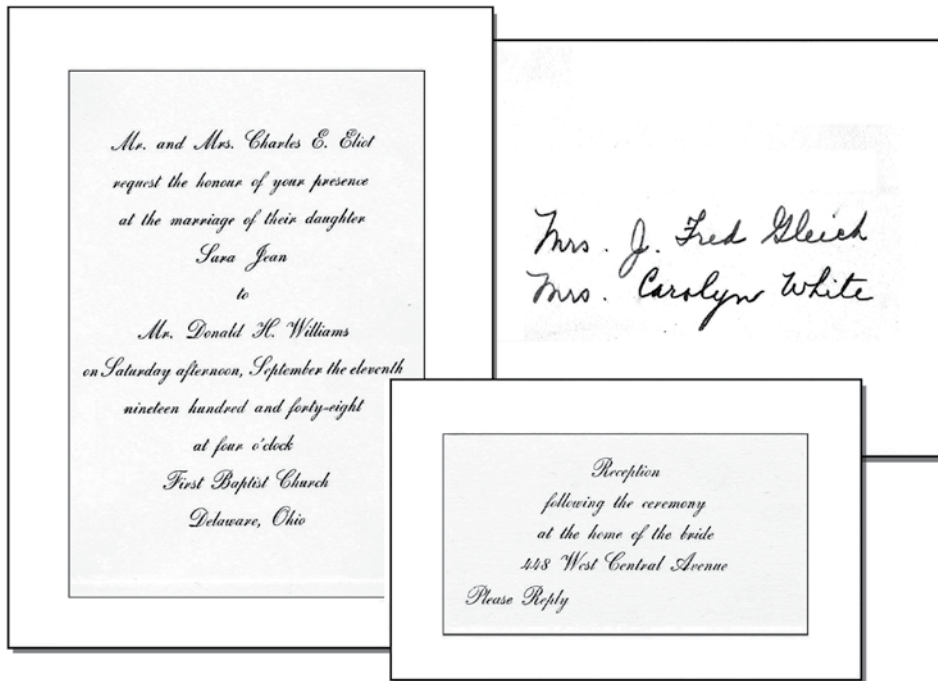 Mr. and Mrs. Charles E. Eliot
request the honour of your presence
at the marriage of their daughter
Sara Jean
to
Mr. Donald H. Williams
on Saturday afternoon, September the eleventh
nineteen hundred and forty-eight
at four o'clock
First Baptist Church
Delaware, Ohio
Mrs. J. Fred Gleich
Mrs. Carolyn White
Reception
following the ceremony
at the home of the bride
448 West Central Avenue
Please Reply